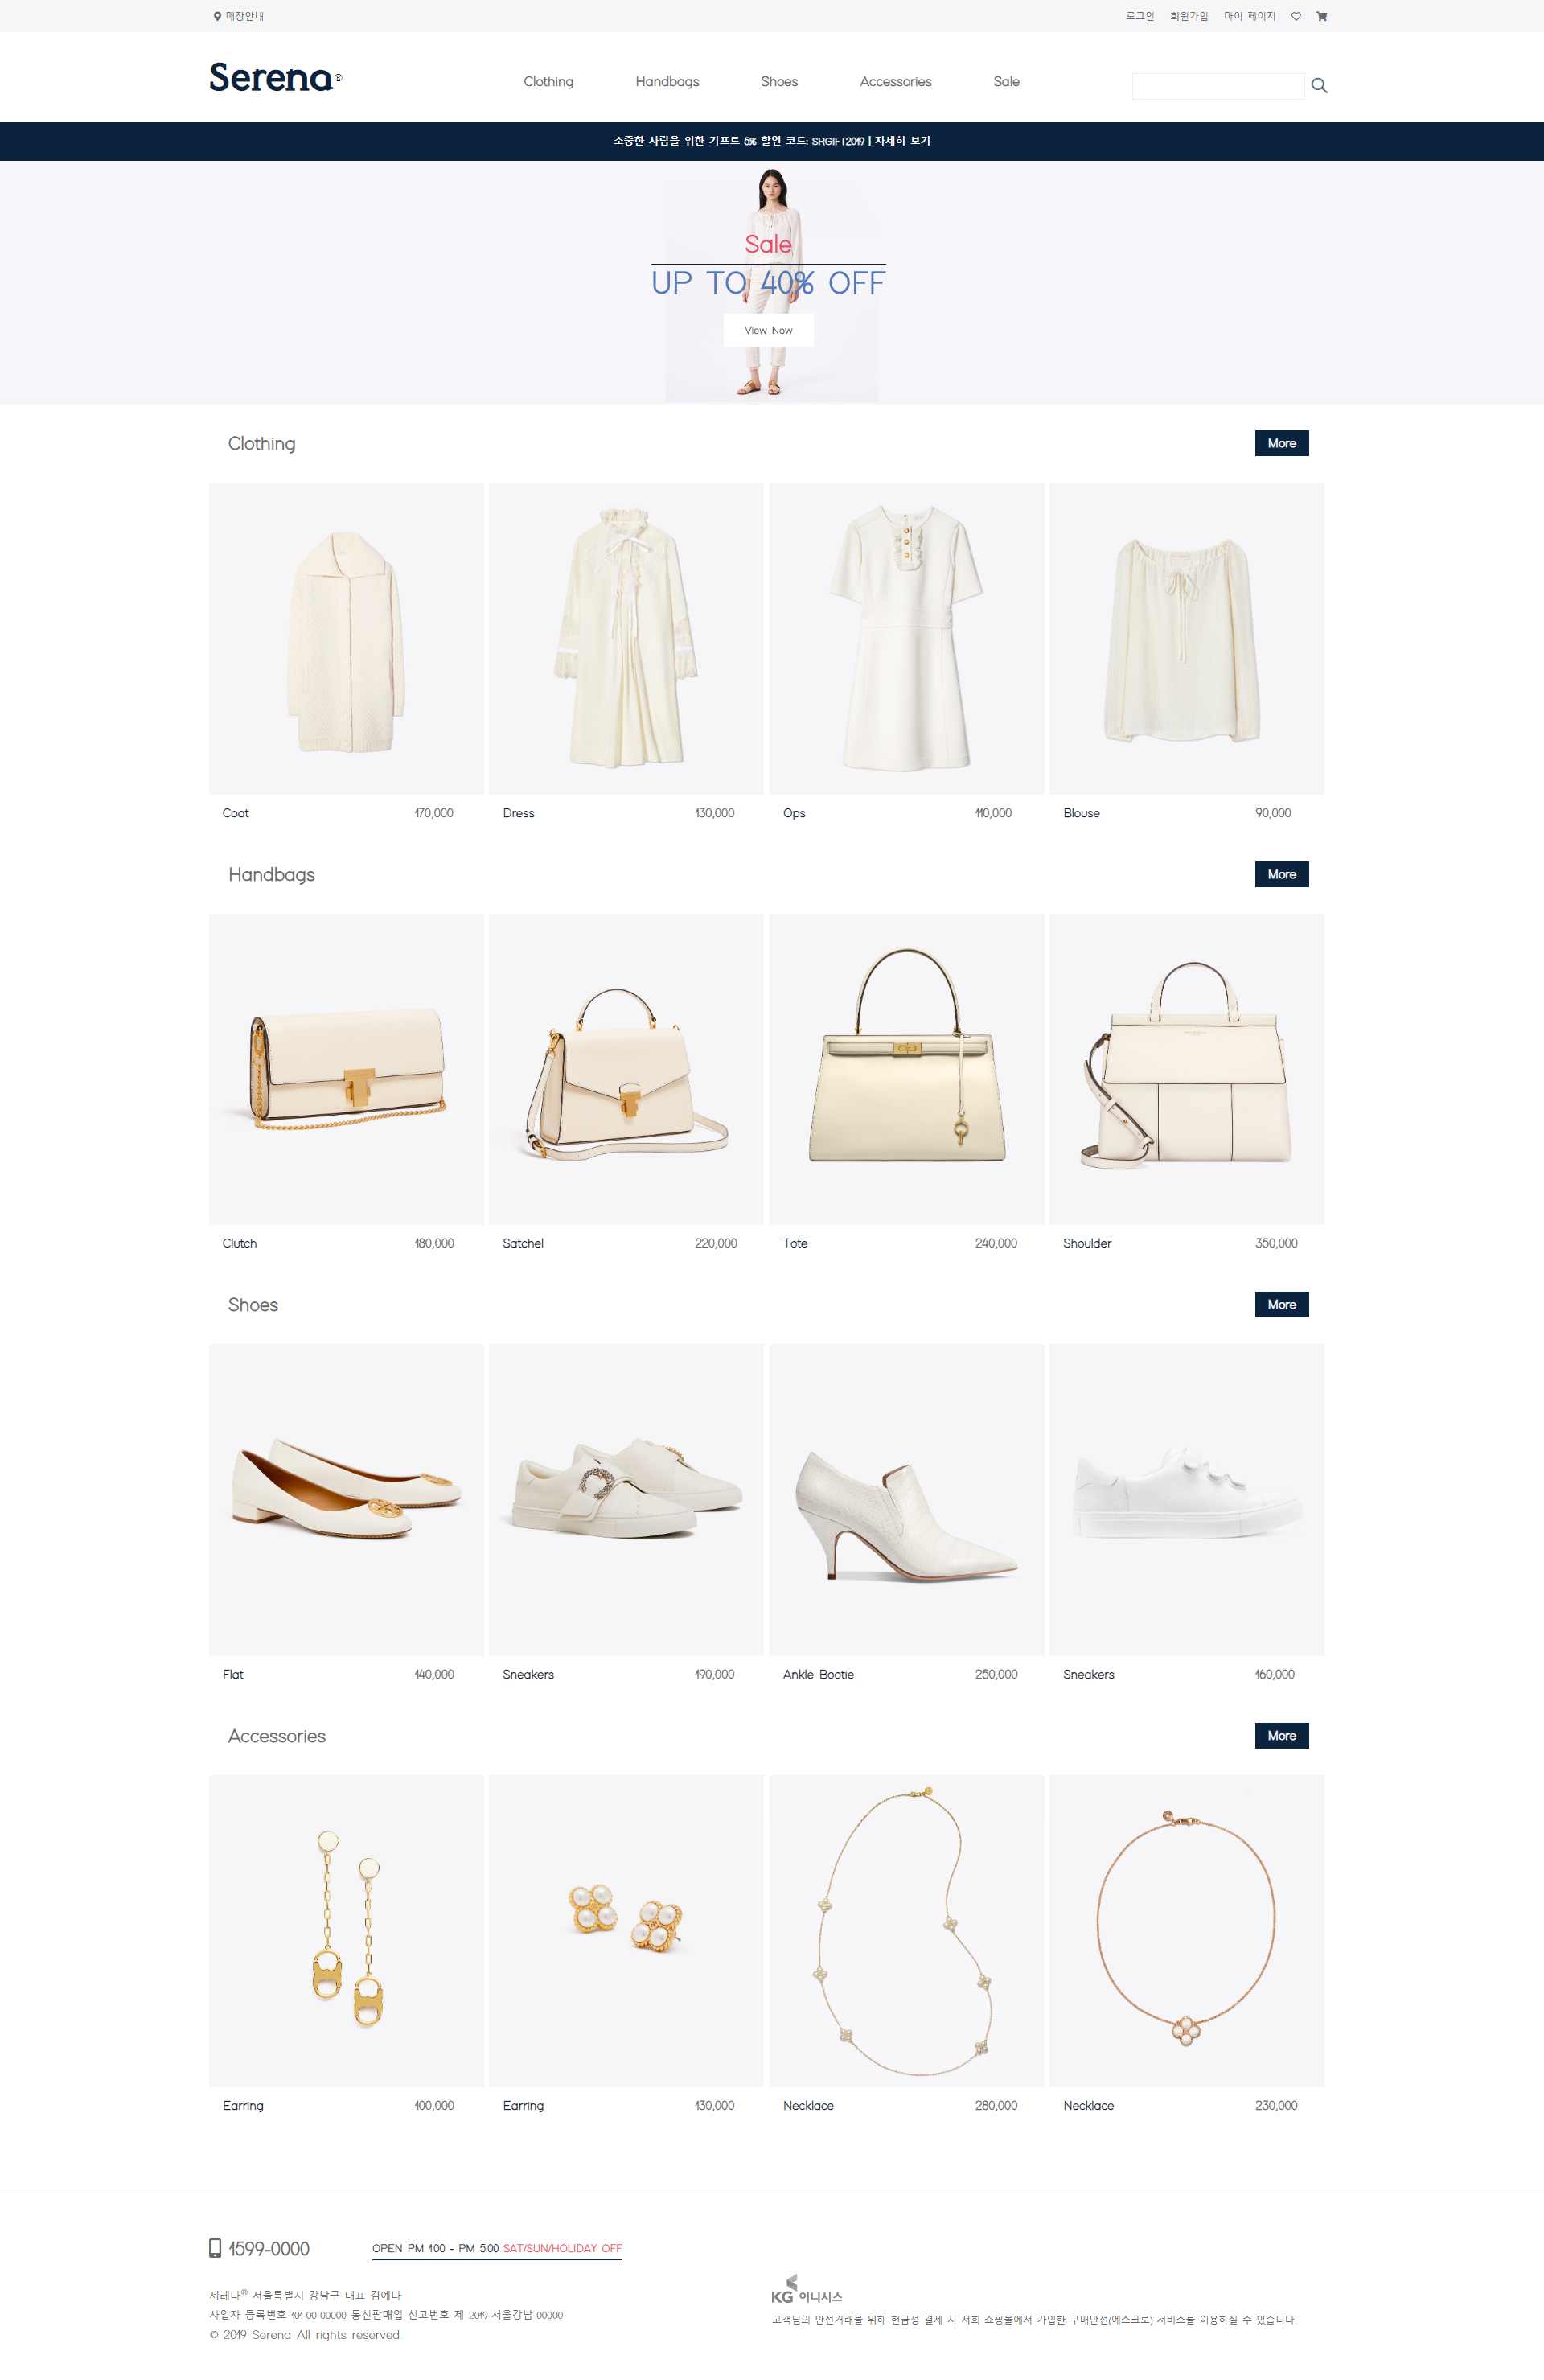 매장안내 로그인 회원가입 마이 페이지
Serena®
Clothing Handbags Shoes Accessories Sale
소중한 사람을 위한 기프트 5% 할인 코드: SRGIFT2019 | 자세히 보기
Sale
UP TO 40% OFF
View Now
Clothing More
Coat 170,000 Dress 130,000 Ops 110,000 Blouse 90,000
Handbags More
Clutch 180,000 Satchel 220,000 Tote 240,000 Shoulder 350,000
Shoes More
Flat 140,000 Sneakers 190,000 Ankle Bootie 250,000 Sneakers 160,000
Accessories More
Earring 100,000 Earring 130,000 Necklace 280,000 Necklace 230,000
1599-0000 OPEN PM 1:00 - PM 5:00 SAT/SUN/HOLIDAY OFF
세레나® 서울특별시 강남구 대표 김예나
사업자 등록번호 101-00-00000 통신판매업 신고번호 제 2019-서울강남-00000
© 2019 Serena All rights reserved.
KG 이니시스
고객님의 안전거래를 위해 현금성 결제 시 저희 쇼핑몰에서 가입한 구매안전(에스크로) 서비스를 이용하실 수 있습니다.